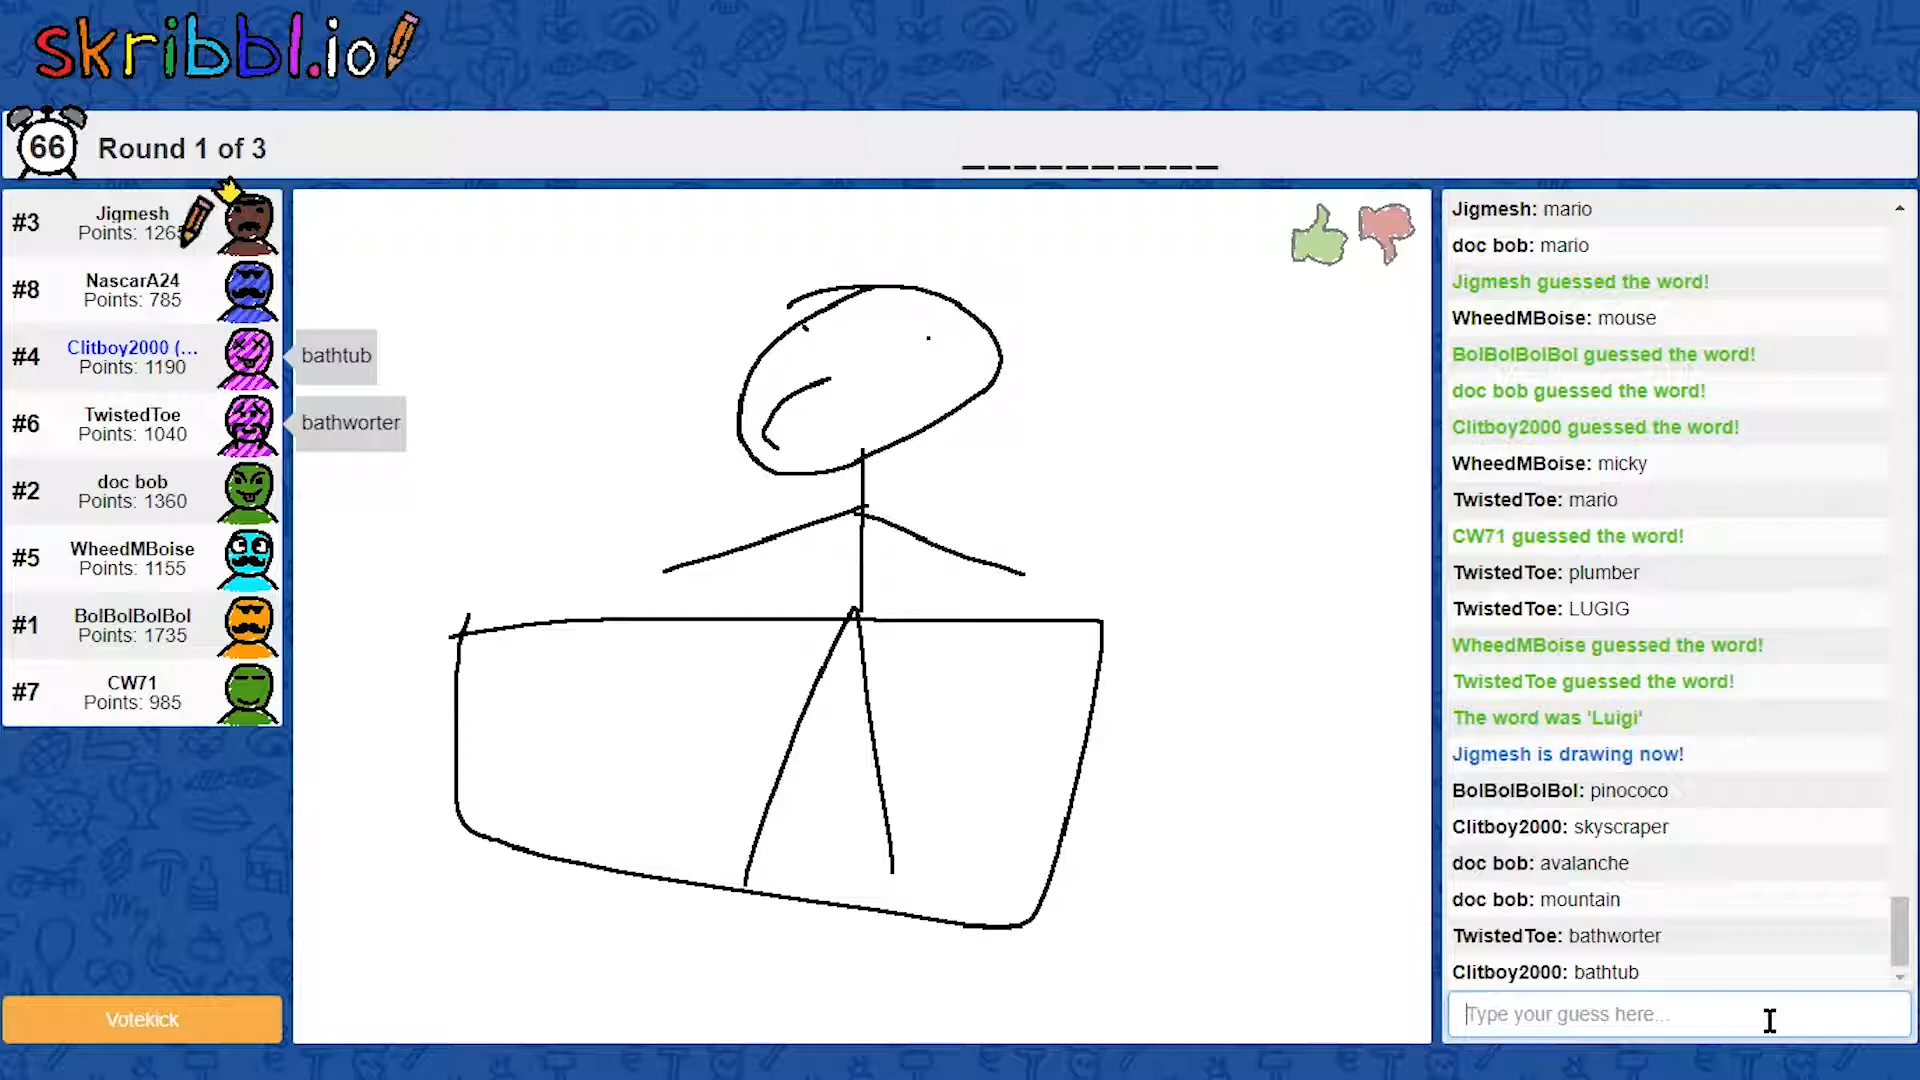 skribbl.io
66
Round 1 of 3
__________
#3
Jigmesh
Points: 1265
#8
NascarA24
Points: 785
#4
Clitboy2000 (...
Points: 1190
bathtub
#6
TwistedToe
Points: 1040
bathworter
#2
doc bob
Points: 1360
#5
WheedMBoise
Points: 1155
#1
BolBolBolBol
Points: 1735
#7
CW71
Points: 985
Votekick
Jigmesh: mario
doc bob: mario
Jigmesh guessed the word!
WheedMBoise: mouse
BolBolBolBol guessed the word!
doc bob guessed the word!
Clitboy2000 guessed the word!
WheedMBoise: micky
TwistedToe: mario
CW71 guessed the word!
TwistedToe: plumber
TwistedToe: LUGIG
WheedMBoise guessed the word!
TwistedToe guessed the word!
The word was 'Luigi'
Jigmesh is drawing now!
BolBolBolBol: pinococo
Clitboy2000: skyscraper
doc bob: avalanche
doc bob: mountain
TwistedToe: bathworter
Clitboy2000: bathtub
Type your guess here...